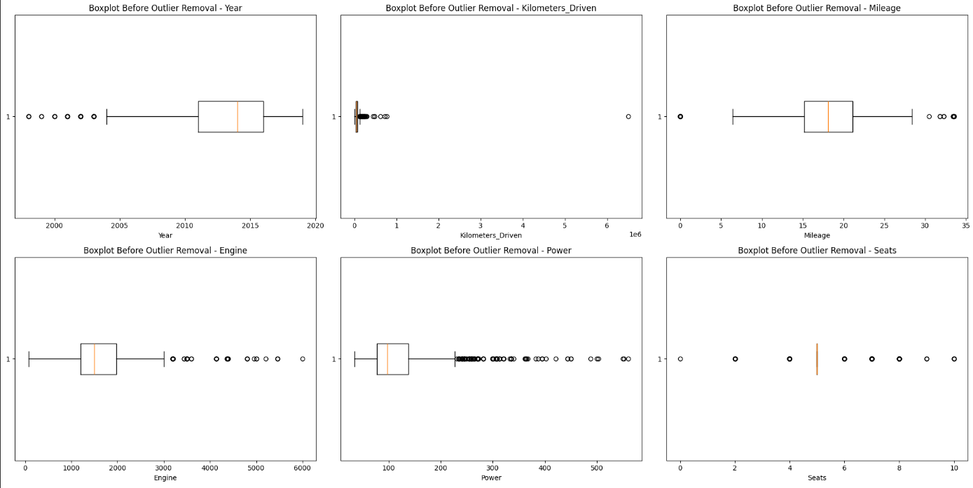 Boxplot Before Outlier Removal - Year
1
2000 2005 2010 2015 2020
Year
Boxplot Before Outlier Removal - Kilometers_Driven
1
0 1 2 3 4 5 6
1e6
Kilometers_Driven
Boxplot Before Outlier Removal - Mileage
1
0 5 10 15 20 25 30 35
Mileage
Boxplot Before Outlier Removal - Engine
1
0 1000 2000 3000 4000 5000 6000
Engine
Boxplot Before Outlier Removal - Power
1
100 200 300 400 500
Power
Boxplot Before Outlier Removal - Seats
1
0 2 4 6 8 10
Seats